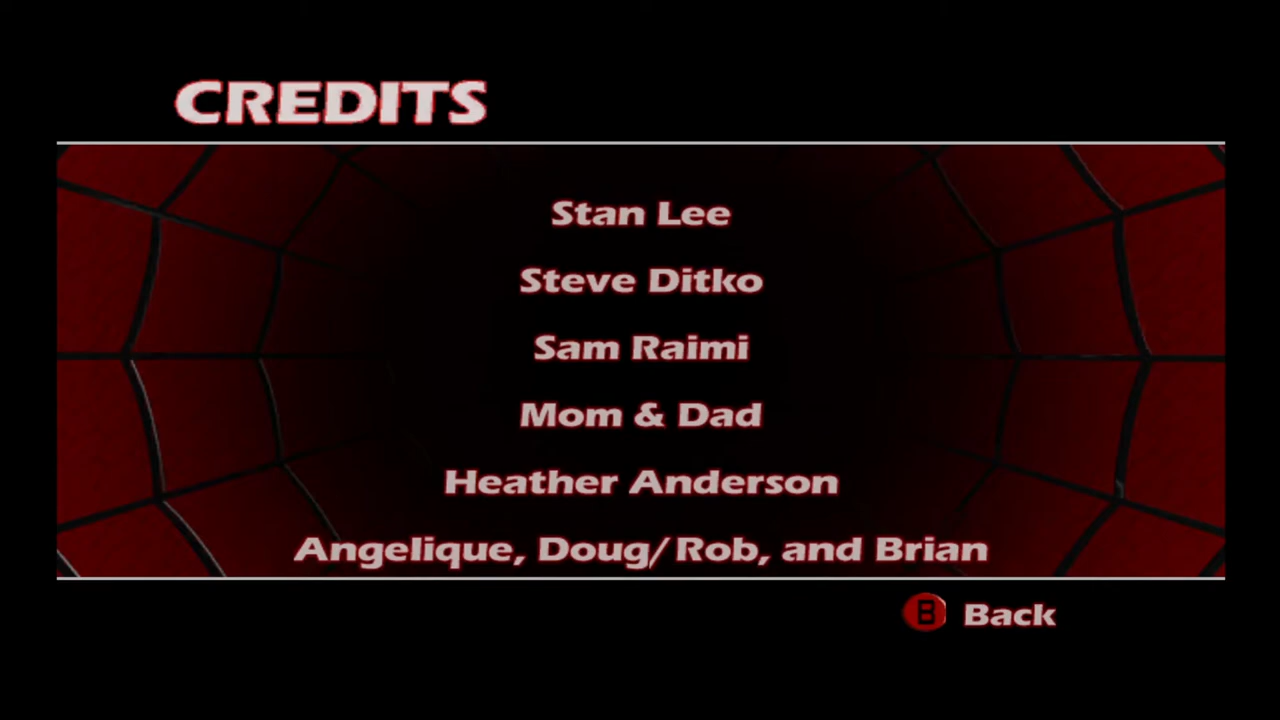 CREDITS
Stan Lee
Steve Ditko
Sam Raimi
Mom & Dad
Heather Anderson
Angelique, Doug/Rob, and Brian
B Back